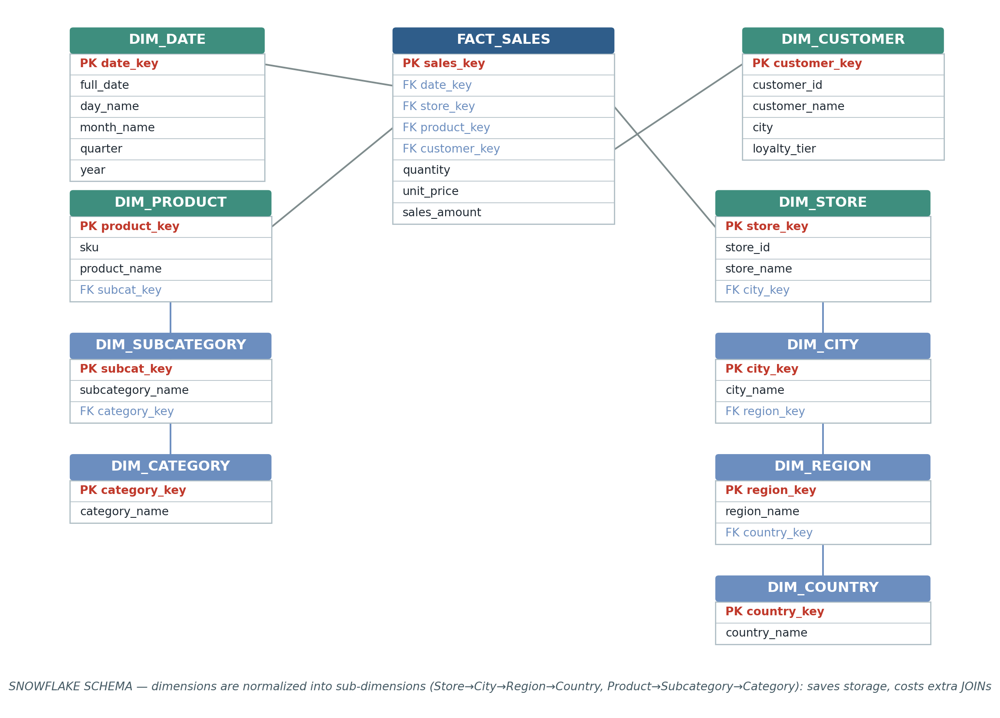 DIM_DATE
PK date_key
full_date
day_name
month_name
quarter
year
FACT_SALES
PK sales_key
FK date_key
FK store_key
FK product_key
FK customer_key
quantity
unit_price
sales_amount
DIM_CUSTOMER
PK customer_key
customer_id
customer_name
city
loyalty_tier
DIM_PRODUCT
PK product_key
sku
product_name
FK subcat_key
DIM_STORE
PK store_key
store_id
store_name
FK city_key
DIM_SUBCATEGORY
PK subcat_key
subcategory_name
FK category_key
DIM_CITY
PK city_key
city_name
FK region_key
DIM_CATEGORY
PK category_key
category_name
DIM_REGION
PK region_key
region_name
FK country_key
DIM_COUNTRY
PK country_key
country_name
SNOWFLAKE SCHEMA — dimensions are normalized into sub-dimensions (Store→City→Region→Country, Product→Subcategory→Category): saves storage, costs extra JOINs